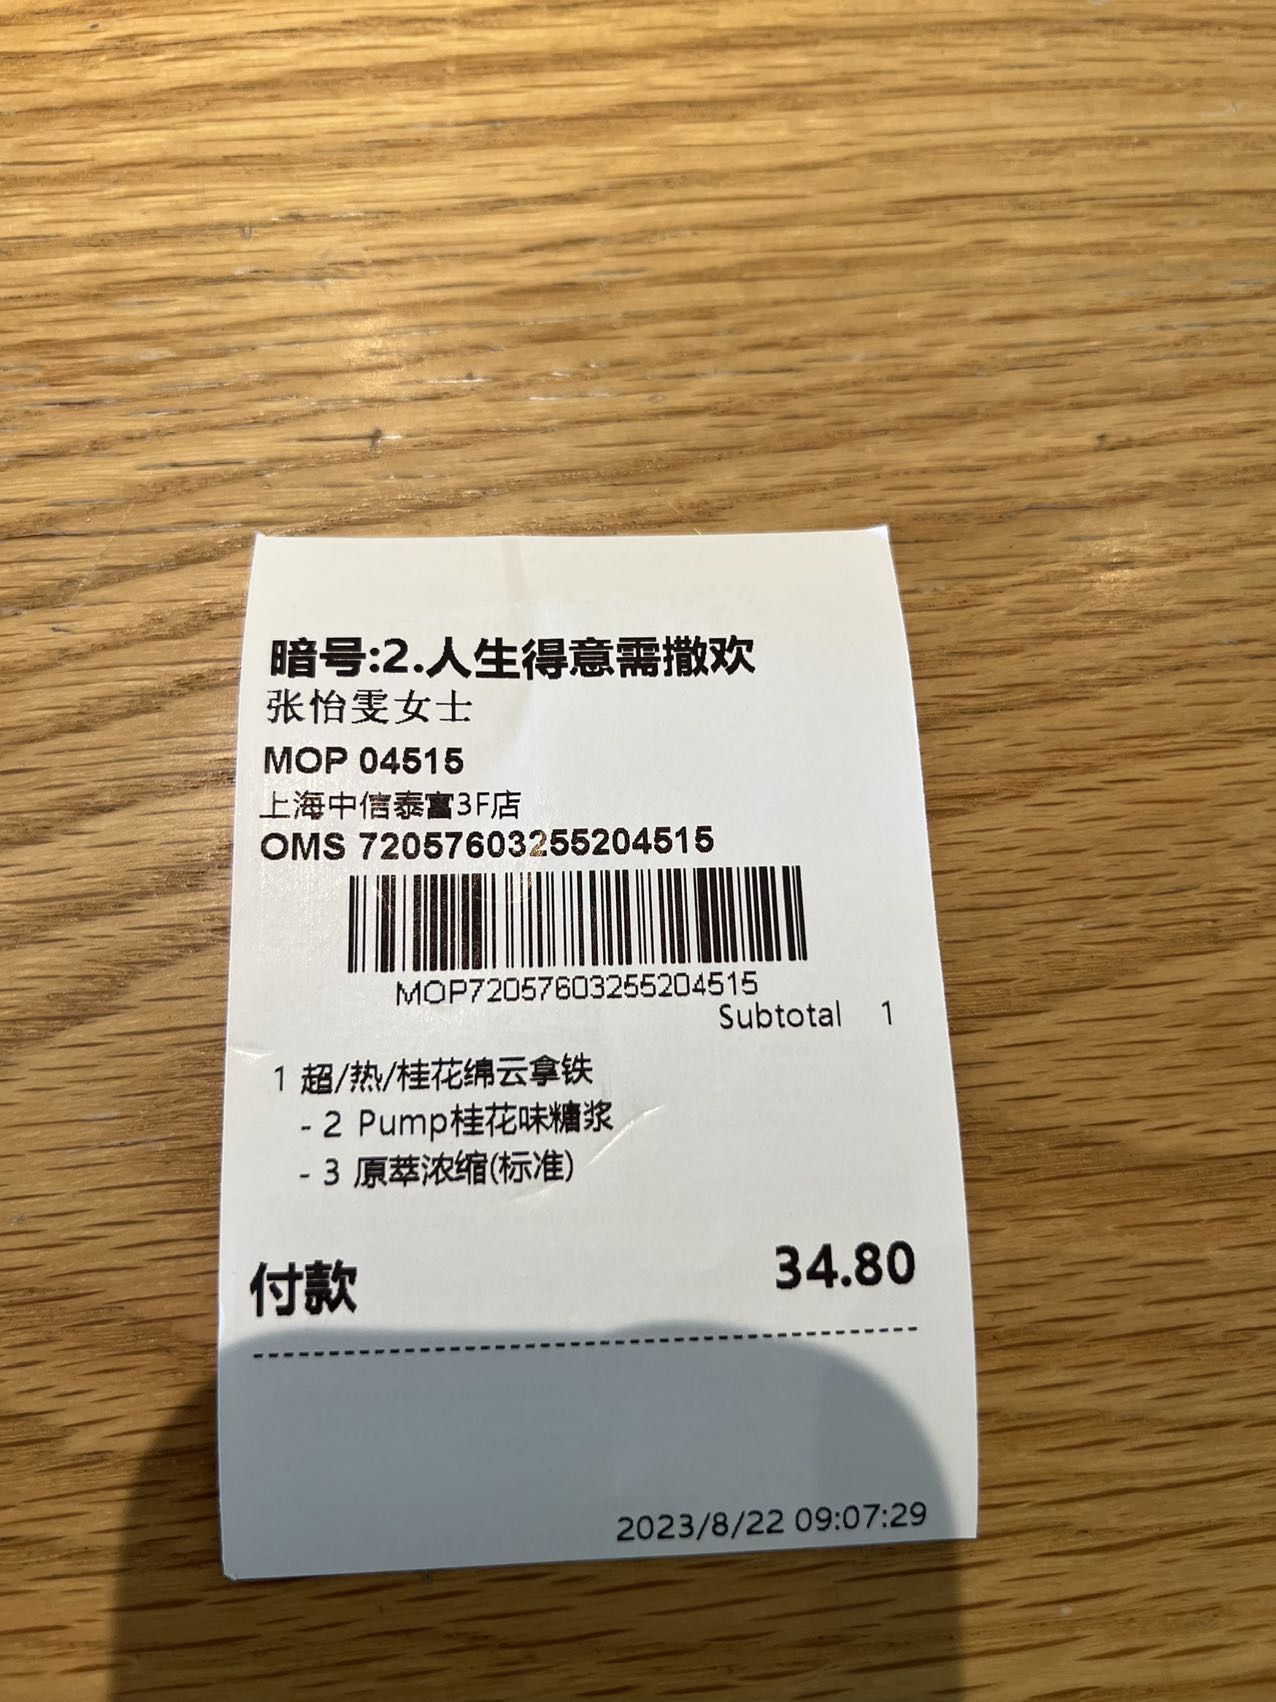 暗号:2.人生得意需撒欢
张怡雯女士
MOP 04515
上海中信泰富3F店
OMS 72057603255204515
MOP72057603255204515
Subtotal 1
1 超/热/桂花绵云拿铁
- 2 Pump桂花味糖浆
- 3 原萃浓缩(标准)
付款 34.80
2023/8/22 09:07:29